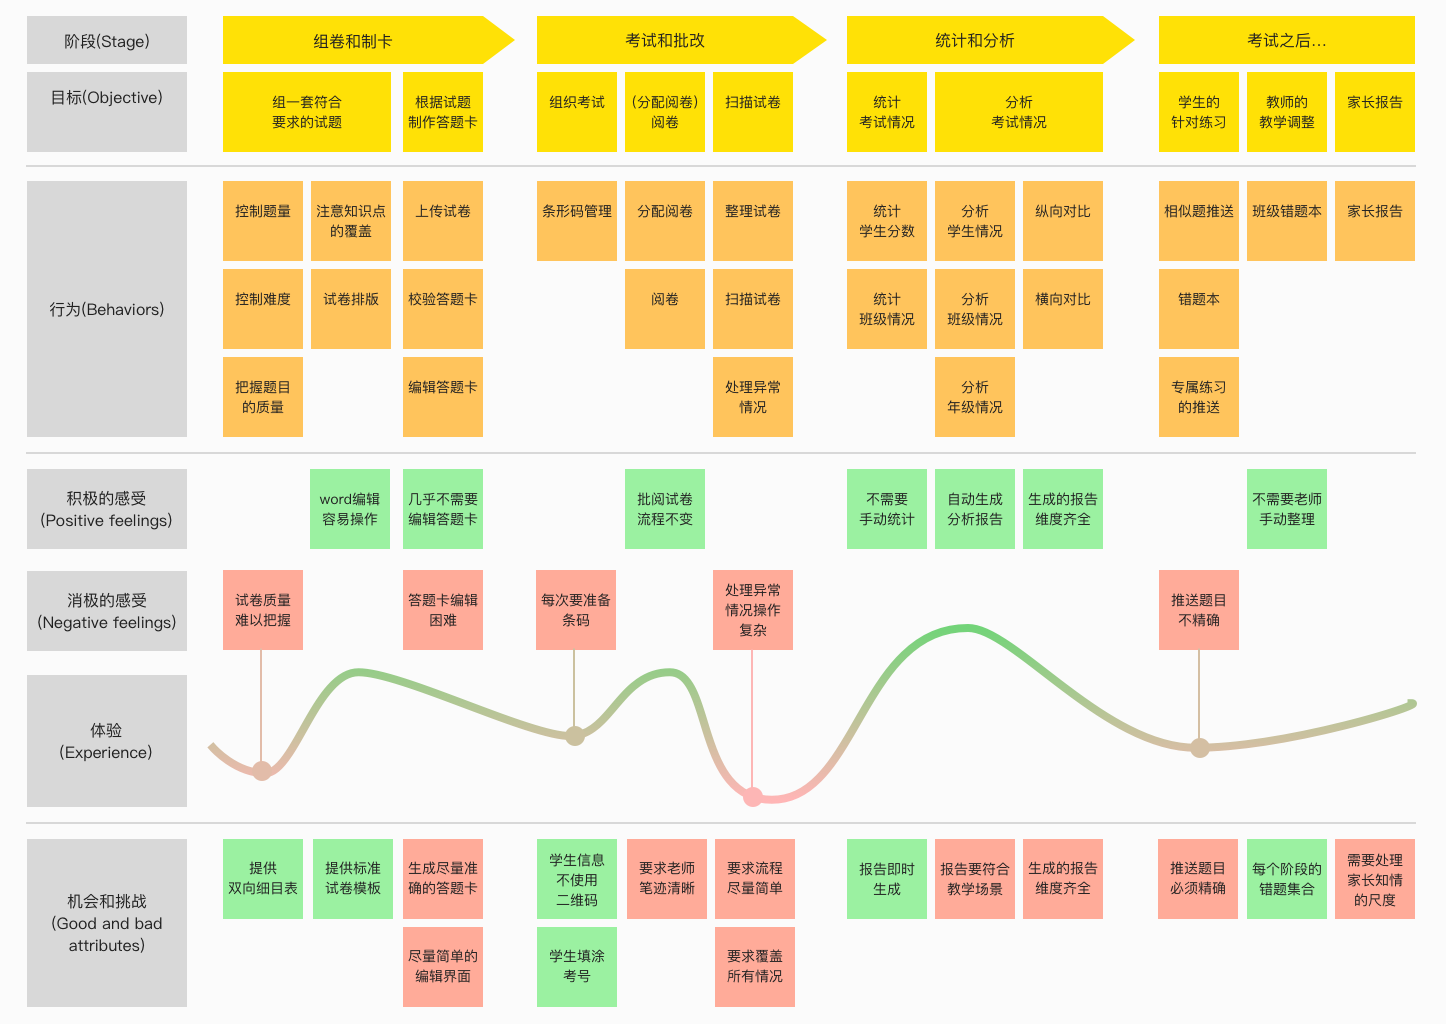 阶段(Stage)
组卷和制卡
考试和批改
统计和分析
考试之后...
目标(Objective)
组一套符合
要求的试题
根据试题
制作答题卡
组织考试
(分配阅卷)
阅卷
扫描试卷
统计
考试情况
分析
考试情况
学生的
针对练习
教师的
教学调整
家长报告
行为(Behaviors)
控制题量
注意知识点
的覆盖
上传试卷
条形码管理
分配阅卷
整理试卷
统计
学生分数
分析
学生情况
纵向对比
相似题推送
班级错题本
家长报告
控制难度
试卷排版
校验答题卡
阅卷
扫描试卷
统计
班级情况
分析
班级情况
横向对比
错题本
把握题目
的质量
编辑答题卡
处理异常
情况
分析
年级情况
专属练习
的推送
积极的感受
(Positive feelings)
word编辑
容易操作
几乎不需要
编辑答题卡
批阅试卷
流程不变
不需要
手动统计
自动生成
分析报告
生成的报告
维度齐全
不需要老师
手动整理
消极的感受
(Negative feelings)
试卷质量
难以把握
答题卡编辑
困难
每次要准备
条码
处理异常
情况操作
复杂
推送题目
不精确
体验
(Experience)
机会和挑战
(Good and bad
attributes)
提供
双向细目表
提供标准
试卷模板
生成尽量准
确的答题卡
学生信息
不使用
二维码
要求老师
笔迹清晰
要求流程
尽量简单
报告即时
生成
报告要符合
教学场景
生成的报告
维度齐全
推送题目
必须精确
每个阶段的
错题集合
需要处理
家长知情
的尺度
尽量简单的
编辑界面
学生填涂
考号
要求覆盖
所有情况